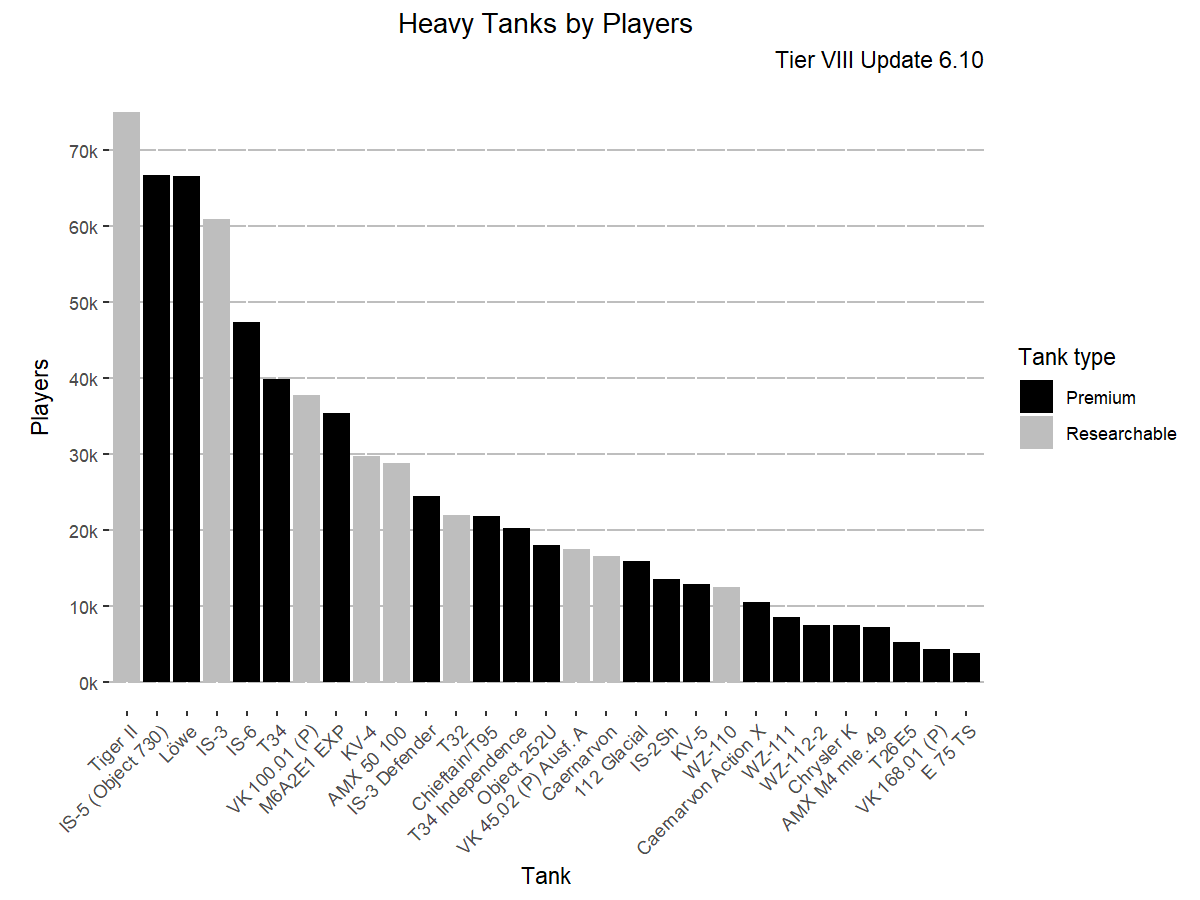 Heavy Tanks by Players
Tier VIII Update 6.10
Players
70k
60k
50k
40k
30k
20k
10k
0k
Tiger II
IS-5 (Object 730)
Löwe
IS-3
IS-6
T34
VK 100.01 (P)
M6A2E1 EXP
KV-4
AMX 50 100
IS-3 Defender
T32
Chieftain/T95
T34 Independence
Object 252U
VK 45.02 (P) Ausf. A
Caernarvon
112 Glacial
IS-2Sh
KV-5
WZ-110
Caernarvon Action X
WZ-111
WZ-112-2
Chrysler K
AMX M4 mle. 49
T26E5
VK 168.01 (P)
E 75 TS
Tank
Tank type
Premium
Researchable